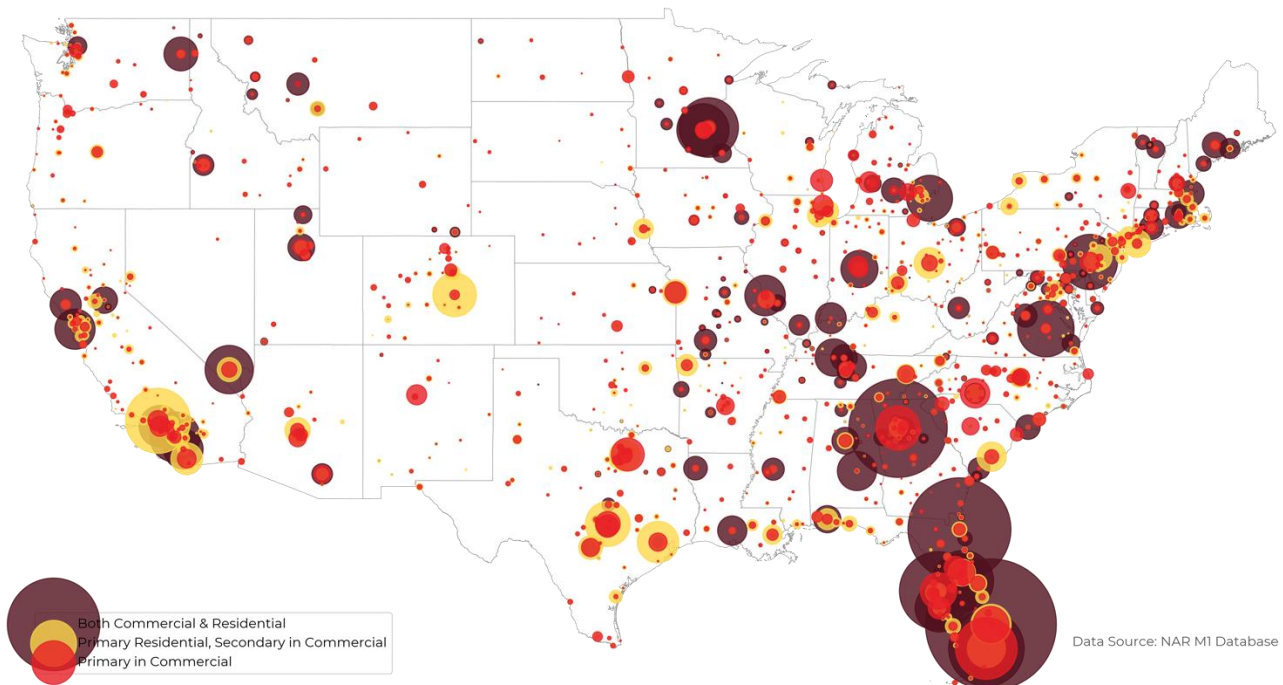 Both Commercial & Residential
Primary Residential, Secondary in Commercial
Primary in Commercial
Data Source: NAR M1 Database